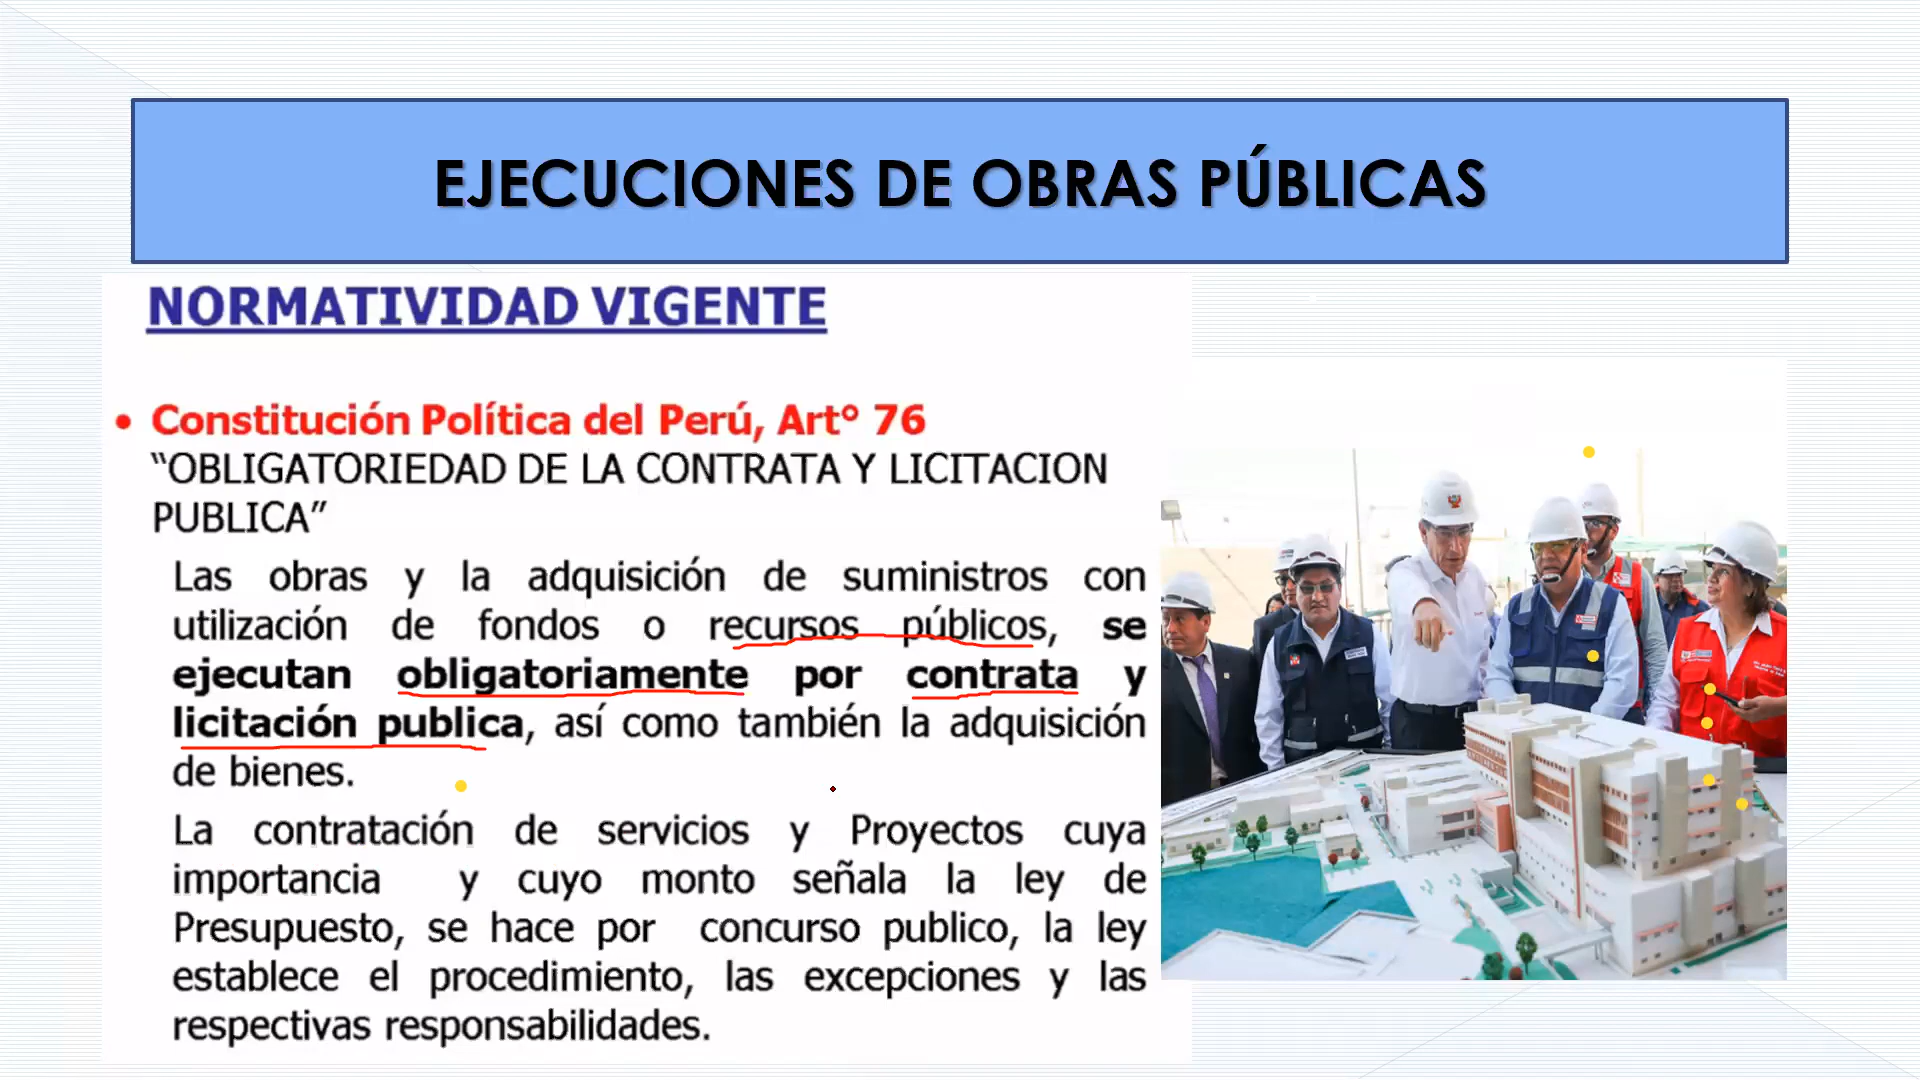 EJECUCIONES DE OBRAS PÚBLICAS
NORMATIVIDAD VIGENTE
• Constitución Política del Perú, Art° 76
“OBLIGATORIEDAD DE LA CONTRATA Y LICITACION
PUBLICA”
Las obras y la adquisición de suministros con
utilización de fondos o recursos públicos, se
ejecutan obligatoriamente por contrata y
licitación publica, así como también la adquisición
de bienes.
La contratación de servicios y Proyectos cuya
importancia y cuyo monto señala la ley de
Presupuesto, se hace por concurso publico, la ley
establece el procedimiento, las excepciones y las
respectivas responsabilidades.